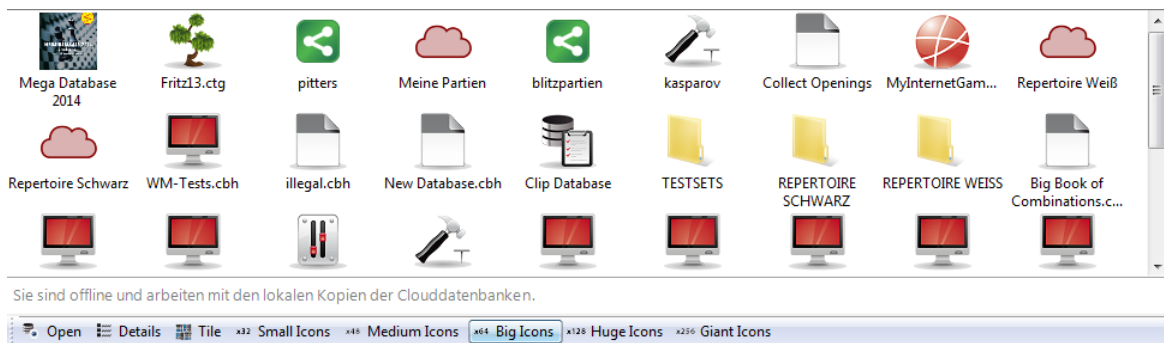 Mega Database
2014
Fritz13.ctg
pitters
Meine Partien
blitzpartien
kasparov
Collect Openings
MyInternetGam...
Repertoire Weiß
Repertoire Schwarz
WM-Tests.cbh
illegal.cbh
New Database.cbh
Clip Database
TESTSETS
REPERTOIRE
SCHWARZ
REPERTOIRE WEISS
Big Book of
Combinations.c...
Sie sind offline und arbeiten mit den lokalen Kopien der Clouddatenbanken.
Open Details Tile x32 Small Icons x48 Medium Icons x64 Big Icons x128 Huge Icons x256 Giant Icons